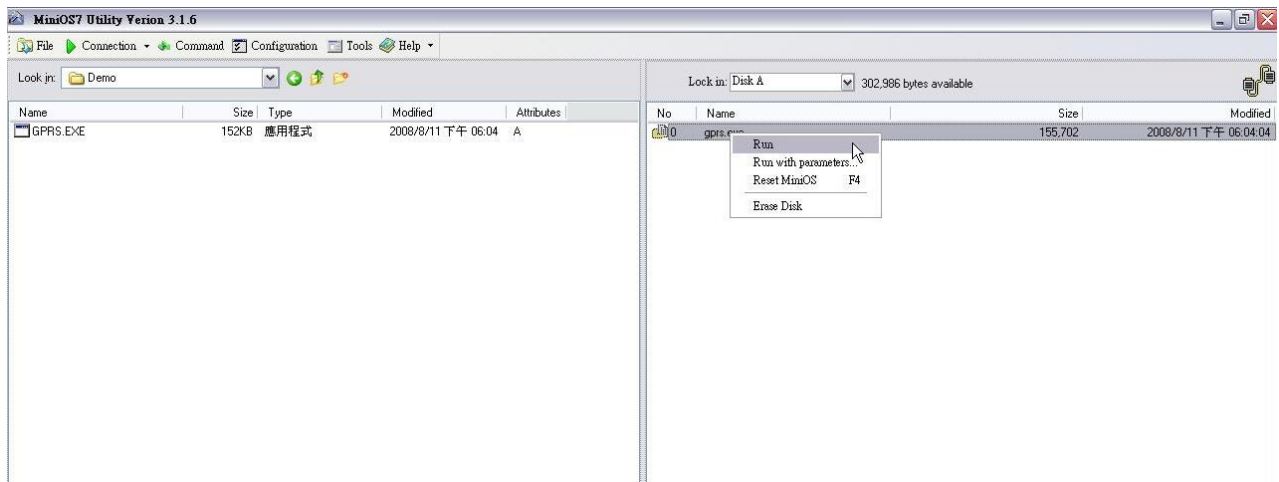 MiniOS7 Utility Verion 3.1.6
File Connection Command Configuration Tools Help
Look in: Demo
Name Size Type Modified Attributes
GPRS.EXE 152KB 應用程式 2008/8/11 下午 06:04 A
Lock in: Disk A 302,986 bytes available
No Name Size Modified
0 gprs.exe 155,702 2008/8/11 下午 06:04:04
Run
Run with parameters...
Reset MiniOS F4
Erase Disk